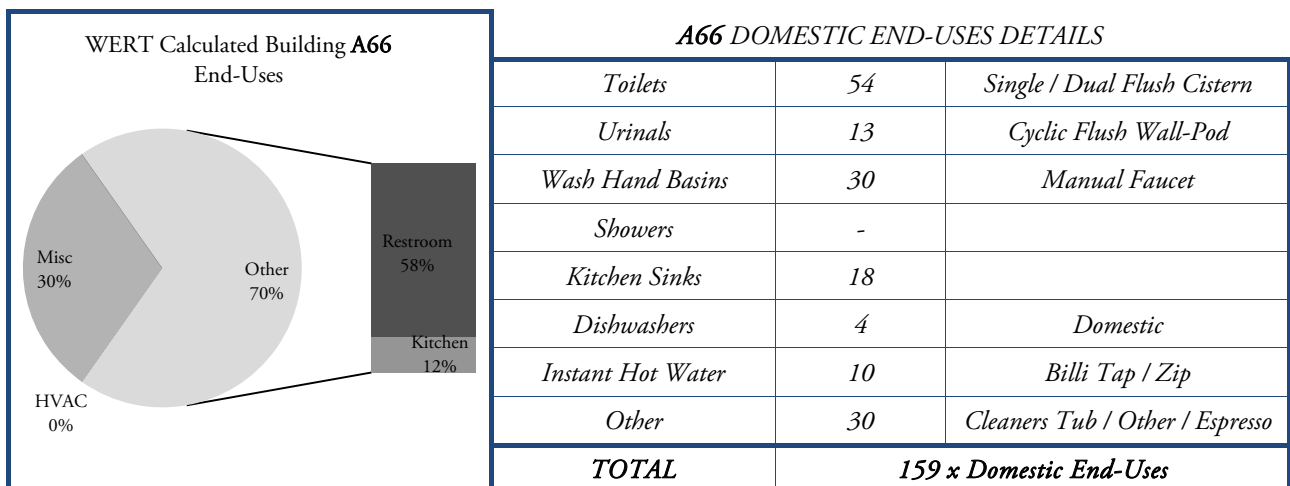 WERT Calculated Building A66
End-Uses
Misc
30%
Other
70%
HVAC
0%
Restroom
58%
Kitchen
12%
A66 DOMESTIC END-USES DETAILS
Toilets 54 Single / Dual Flush Cistern
Urinals 13 Cyclic Flush Wall-Pod
Wash Hand Basins 30 Manual Faucet
Showers -
Kitchen Sinks 18
Dishwashers 4 Domestic
Instant Hot Water 10 Billi Tap / Zip
Other 30 Cleaners Tub / Other / Espresso
TOTAL 159 x Domestic End-Uses